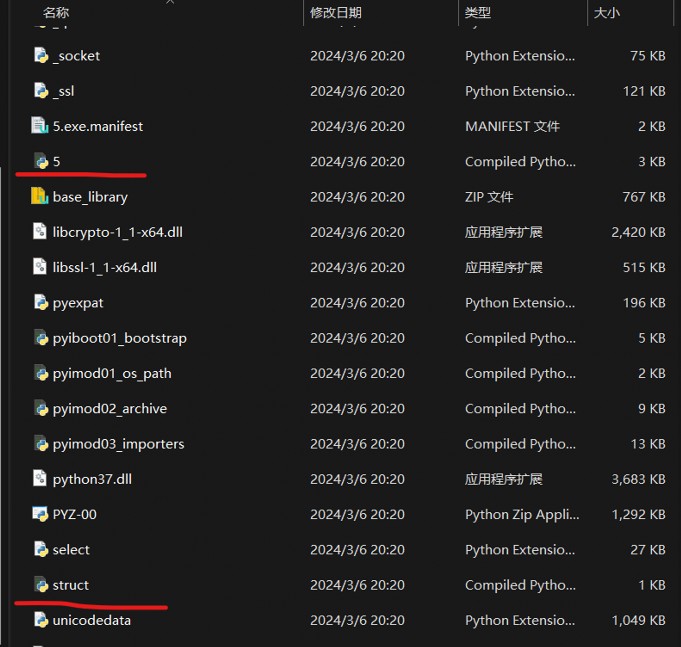 名称 修改日期 类型 大小
_socket 2024/3/6 20:20 Python Extensio... 75 KB
_ssl 2024/3/6 20:20 Python Extensio... 121 KB
5.exe.manifest 2024/3/6 20:20 MANIFEST 文件 2 KB
5 2024/3/6 20:20 Compiled Pytho... 3 KB
base_library 2024/3/6 20:20 ZIP 文件 767 KB
libcrypto-1_1-x64.dll 2024/3/6 20:20 应用程序扩展 2,420 KB
libssl-1_1-x64.dll 2024/3/6 20:20 应用程序扩展 515 KB
pyexpat 2024/3/6 20:20 Python Extensio... 196 KB
pyiboot01_bootstrap 2024/3/6 20:20 Compiled Pytho... 5 KB
pyimod01_os_path 2024/3/6 20:20 Compiled Pytho... 2 KB
pyimod02_archive 2024/3/6 20:20 Compiled Pytho... 9 KB
pyimod03_importers 2024/3/6 20:20 Compiled Pytho... 13 KB
python37.dll 2024/3/6 20:20 应用程序扩展 3,683 KB
PYZ-00 2024/3/6 20:20 Python Zip Appli... 1,292 KB
select 2024/3/6 20:20 Python Extensio... 27 KB
struct 2024/3/6 20:20 Compiled Pytho... 1 KB
unicodedata 2024/3/6 20:20 Python Extensio... 1,049 KB